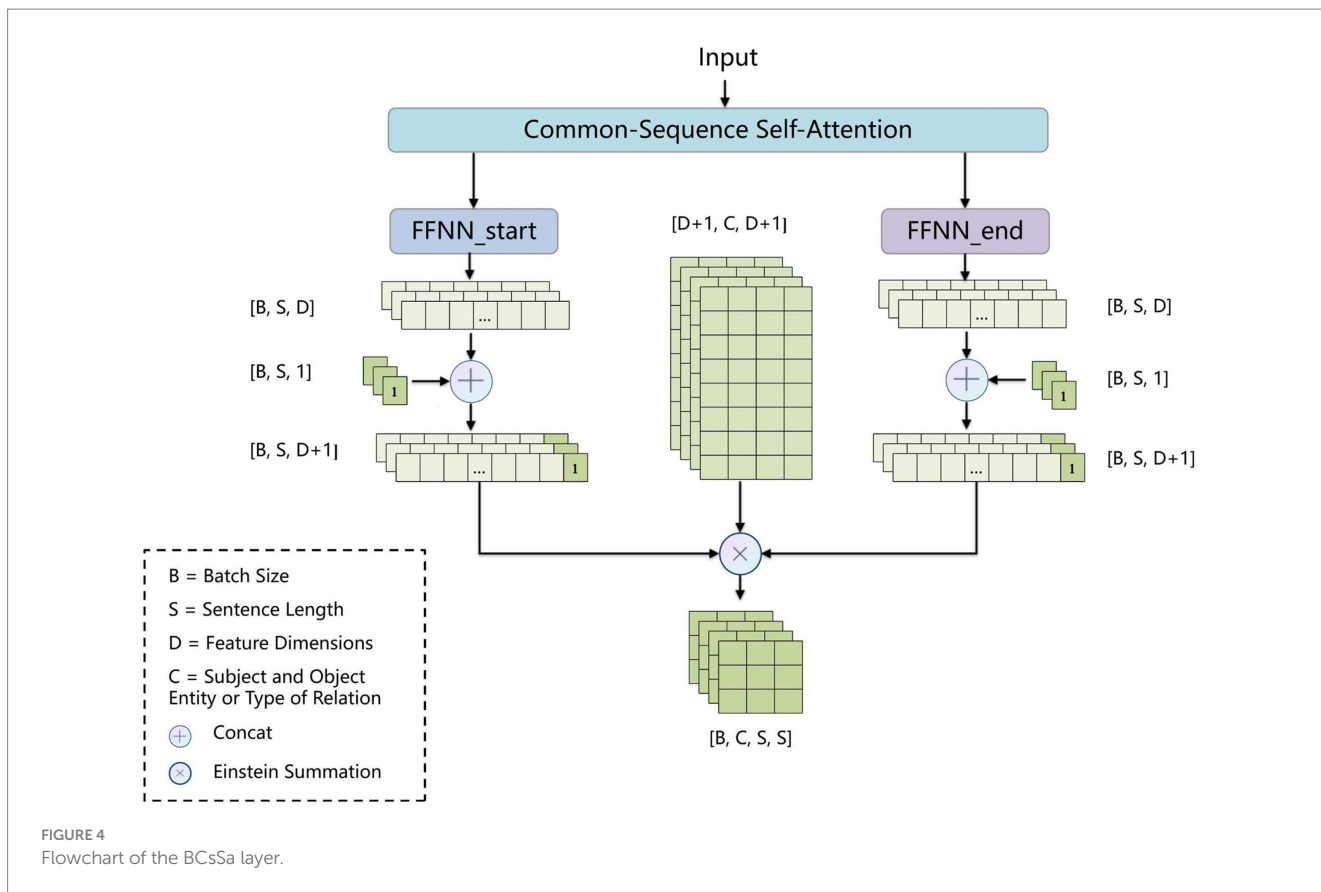 Input
Common-Sequence Self-Attention
FFNN_start
[D+1, C, D+1]
FFNN_end
[B, S, D]
...
...
[B, S, D]
[B, S, 1]
1
1
[B, S, 1]
[B, S, D+1]
...
1
...
1
[B, S, D+1]
B = Batch Size
S = Sentence Length
D = Feature Dimensions
C = Subject and Object
Entity or Type of Relation
Concat
Einstein Summation
[B, C, S, S]
FIGURE 4
Flowchart of the BCsSa layer.